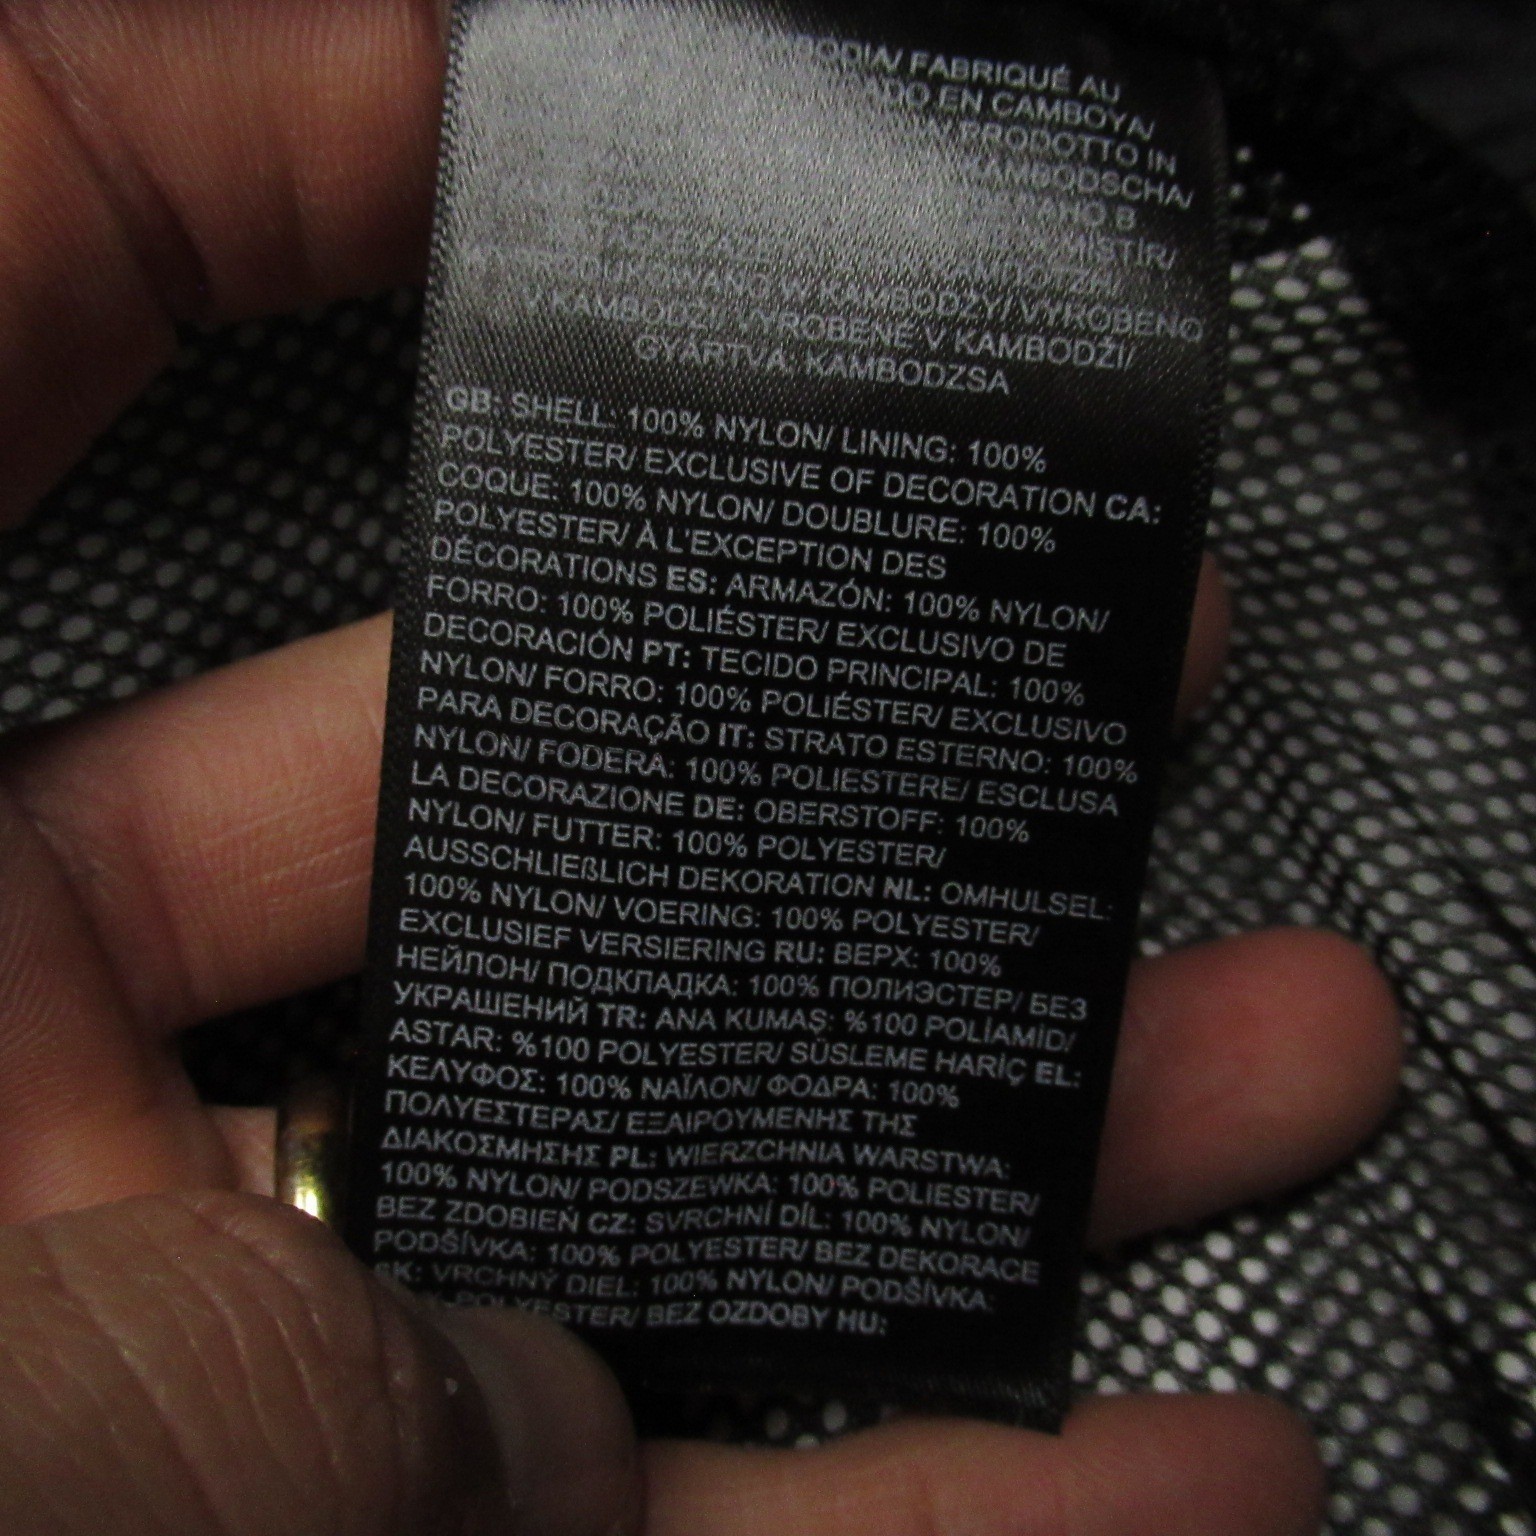 FABRIQUÉ AU
EN CAMBOYA/
PRODOTTO IN
KAMBODSCHA/
В
V KAMBODŽY/ VYROBENO
VYROBENÉ V KAMBODŽI/
GYÁRTVA, KAMBODZSA
GB: SHELL: 100% NYLON/ LINING: 100%
POLYESTER/ EXCLUSIVE OF DECORATION CA:
COQUE: 100% NYLON/ DOUBLURE: 100%
POLYESTER/ À L'EXCEPTION DES
DÉCORATIONS ES: ARMAZÓN: 100% NYLON/
FORRO: 100% POLIÉSTER/ EXCLUSIVO DE
DECORACIÓN PT: TECIDO PRINCIPAL: 100%
NYLON/ FORRO: 100% POLIÉSTER/ EXCLUSIVO
PARA DECORAÇÃO IT: STRATO ESTERNO: 100%
NYLON/ FODERA: 100% POLIESTERE/ ESCLUSA
LA DECORAZIONE DE: OBERSTOFF: 100%
NYLON/ FUTTER: 100% POLYESTER/
AUSSCHLIEßLICH DEKORATION NL: OMHULSEL:
100% NYLON/ VOERING: 100% POLYESTER/
EXCLUSIEF VERSIERING RU: ВЕРХ: 100%
НЕЙЛОН/ ПОДКЛАДКА: 100% ПОЛИЭСТЕР/ БЕЗ
УКРАШЕНИЙ TR: ANA KUMAŞ: %100 POLİAMİD/
ASTAR: %100 POLYESTER/ SÜSLEME HARİÇ EL:
ΚΕΛΥΦΟΣ: 100% ΝΑΪΛΟΝ/ ΦΟΔΡΑ: 100%
ΠΟΛΥΕΣΤΕΡΑΣ/ ΕΞΑΙΡΟΥΜΕΝΗΣ ΤΗΣ
ΔΙΑΚΟΣΜΗΣΗΣ PL: WIERZCHNIA WARSTWA:
100% NYLON/ PODSZEWKA: 100% POLIESTER/
BEZ ZDOBIEŃ CZ: SVRCHNÍ DÍL: 100% NYLON/
PODŠÍVKA: 100% POLYESTER/ BEZ DEKORACE
SK: VRCHNÝ DIEL: 100% NYLON/ PODŠÍVKA:
POLYESTER/ BEZ OZDOBY HU: